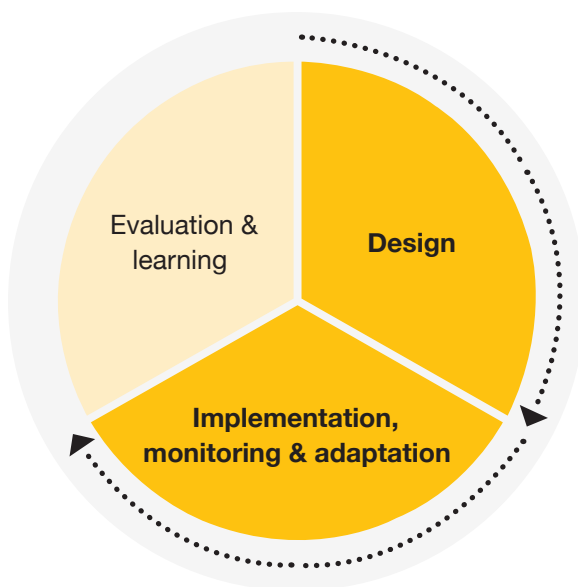 Evaluation &
learning
Design
Implementation,
monitoring & adaptation